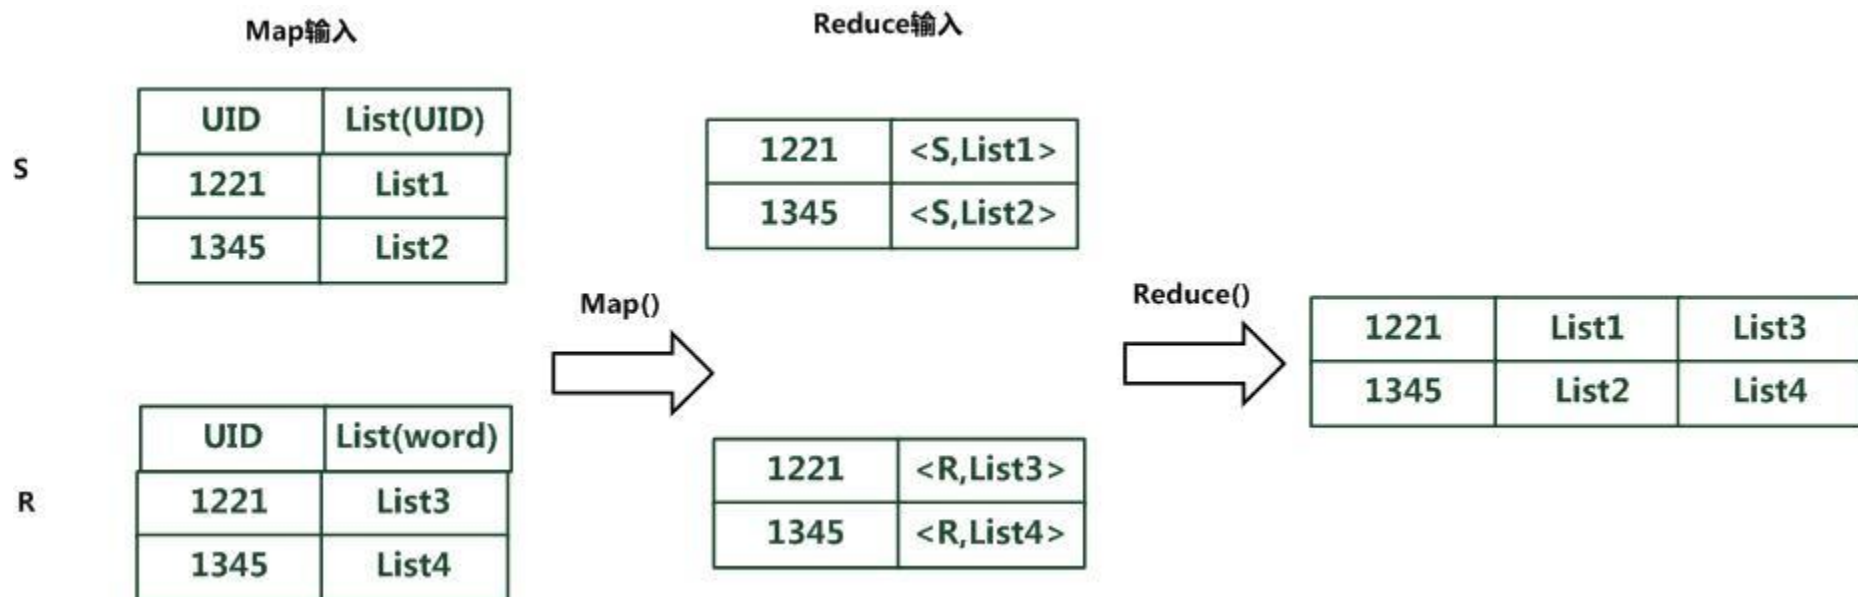 Map输入
Reduce输入
S
UID List(UID)
1221 List1
1345 List2
1221 <S,List1>
1345 <S,List2>
Map()
Reduce()
1221 List1 List3
1345 List2 List4
R
UID List(word)
1221 List3
1345 List4
1221 <R,List3>
1345 <R,List4>